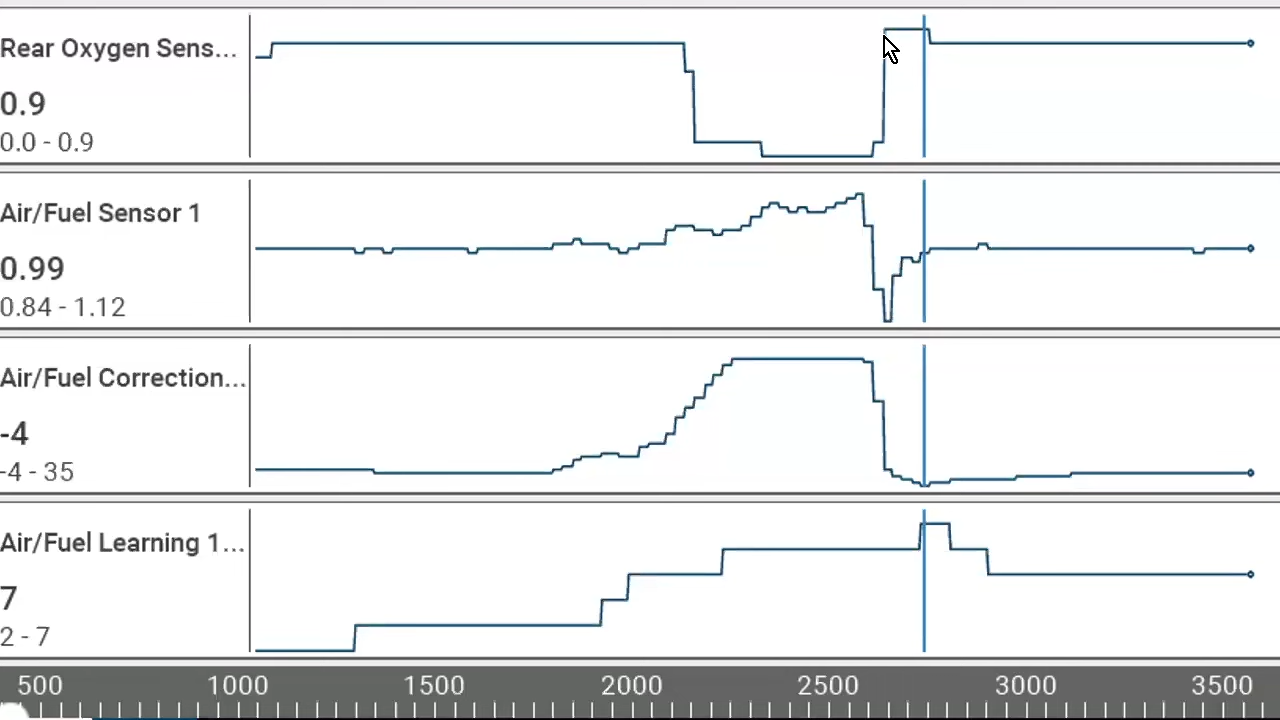 Rear Oxygen Sens...
0.9
0.0 - 0.9
Air/Fuel Sensor 1
0.99
0.84 - 1.12
Air/Fuel Correction...
-4
-4 - 35
Air/Fuel Learning 1...
7
2 - 7
500 1000 1500 2000 2500 3000 3500